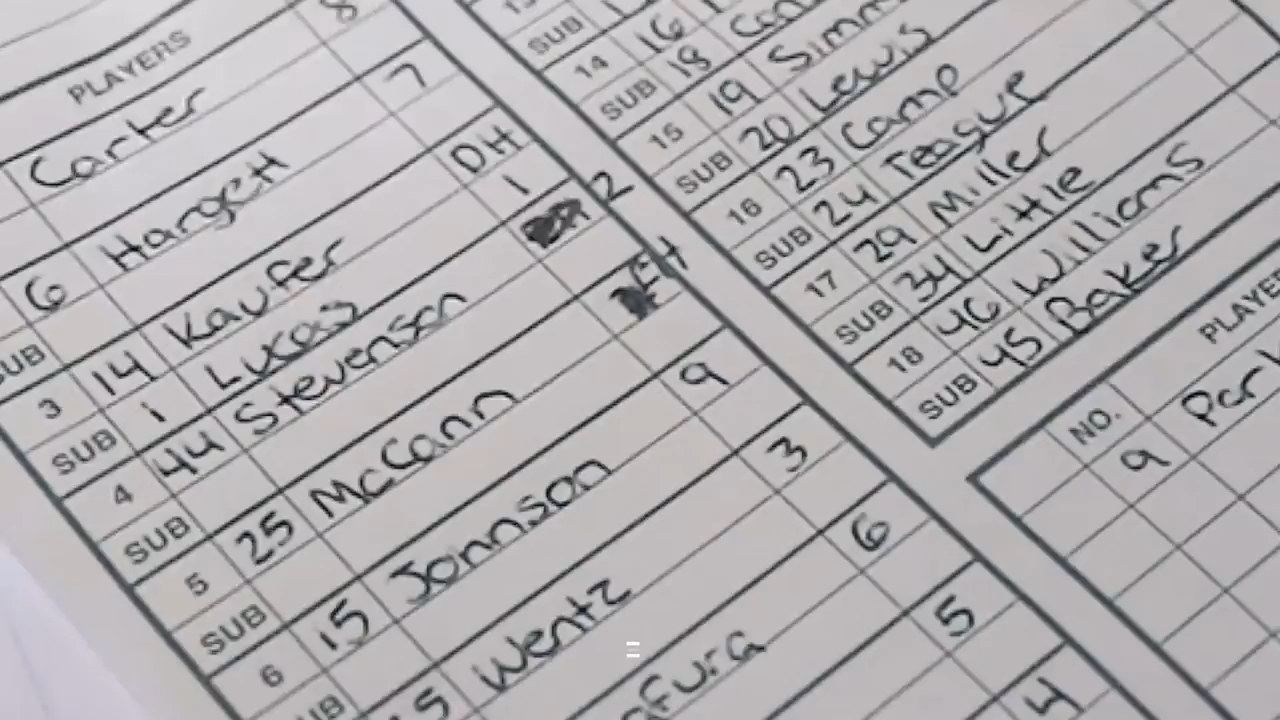 PLAYERS
Carter 8
6 Hargett 7
SUB
3 14 Kaufer DH
SUB 1 Lucas 1
4 44 Stevenson 2
SUB
5 25 McCann
SUB
6 15 Johnson 9
Wentz 3
6
5
4
SUB
14 16
SUB 18
15 19
SUB 20 Lewis
16 23 Camp
SUB 24 Teague
17 29 Miller
SUB 34 Little
18 46 Williams
SUB 45 Baker
NO.
9